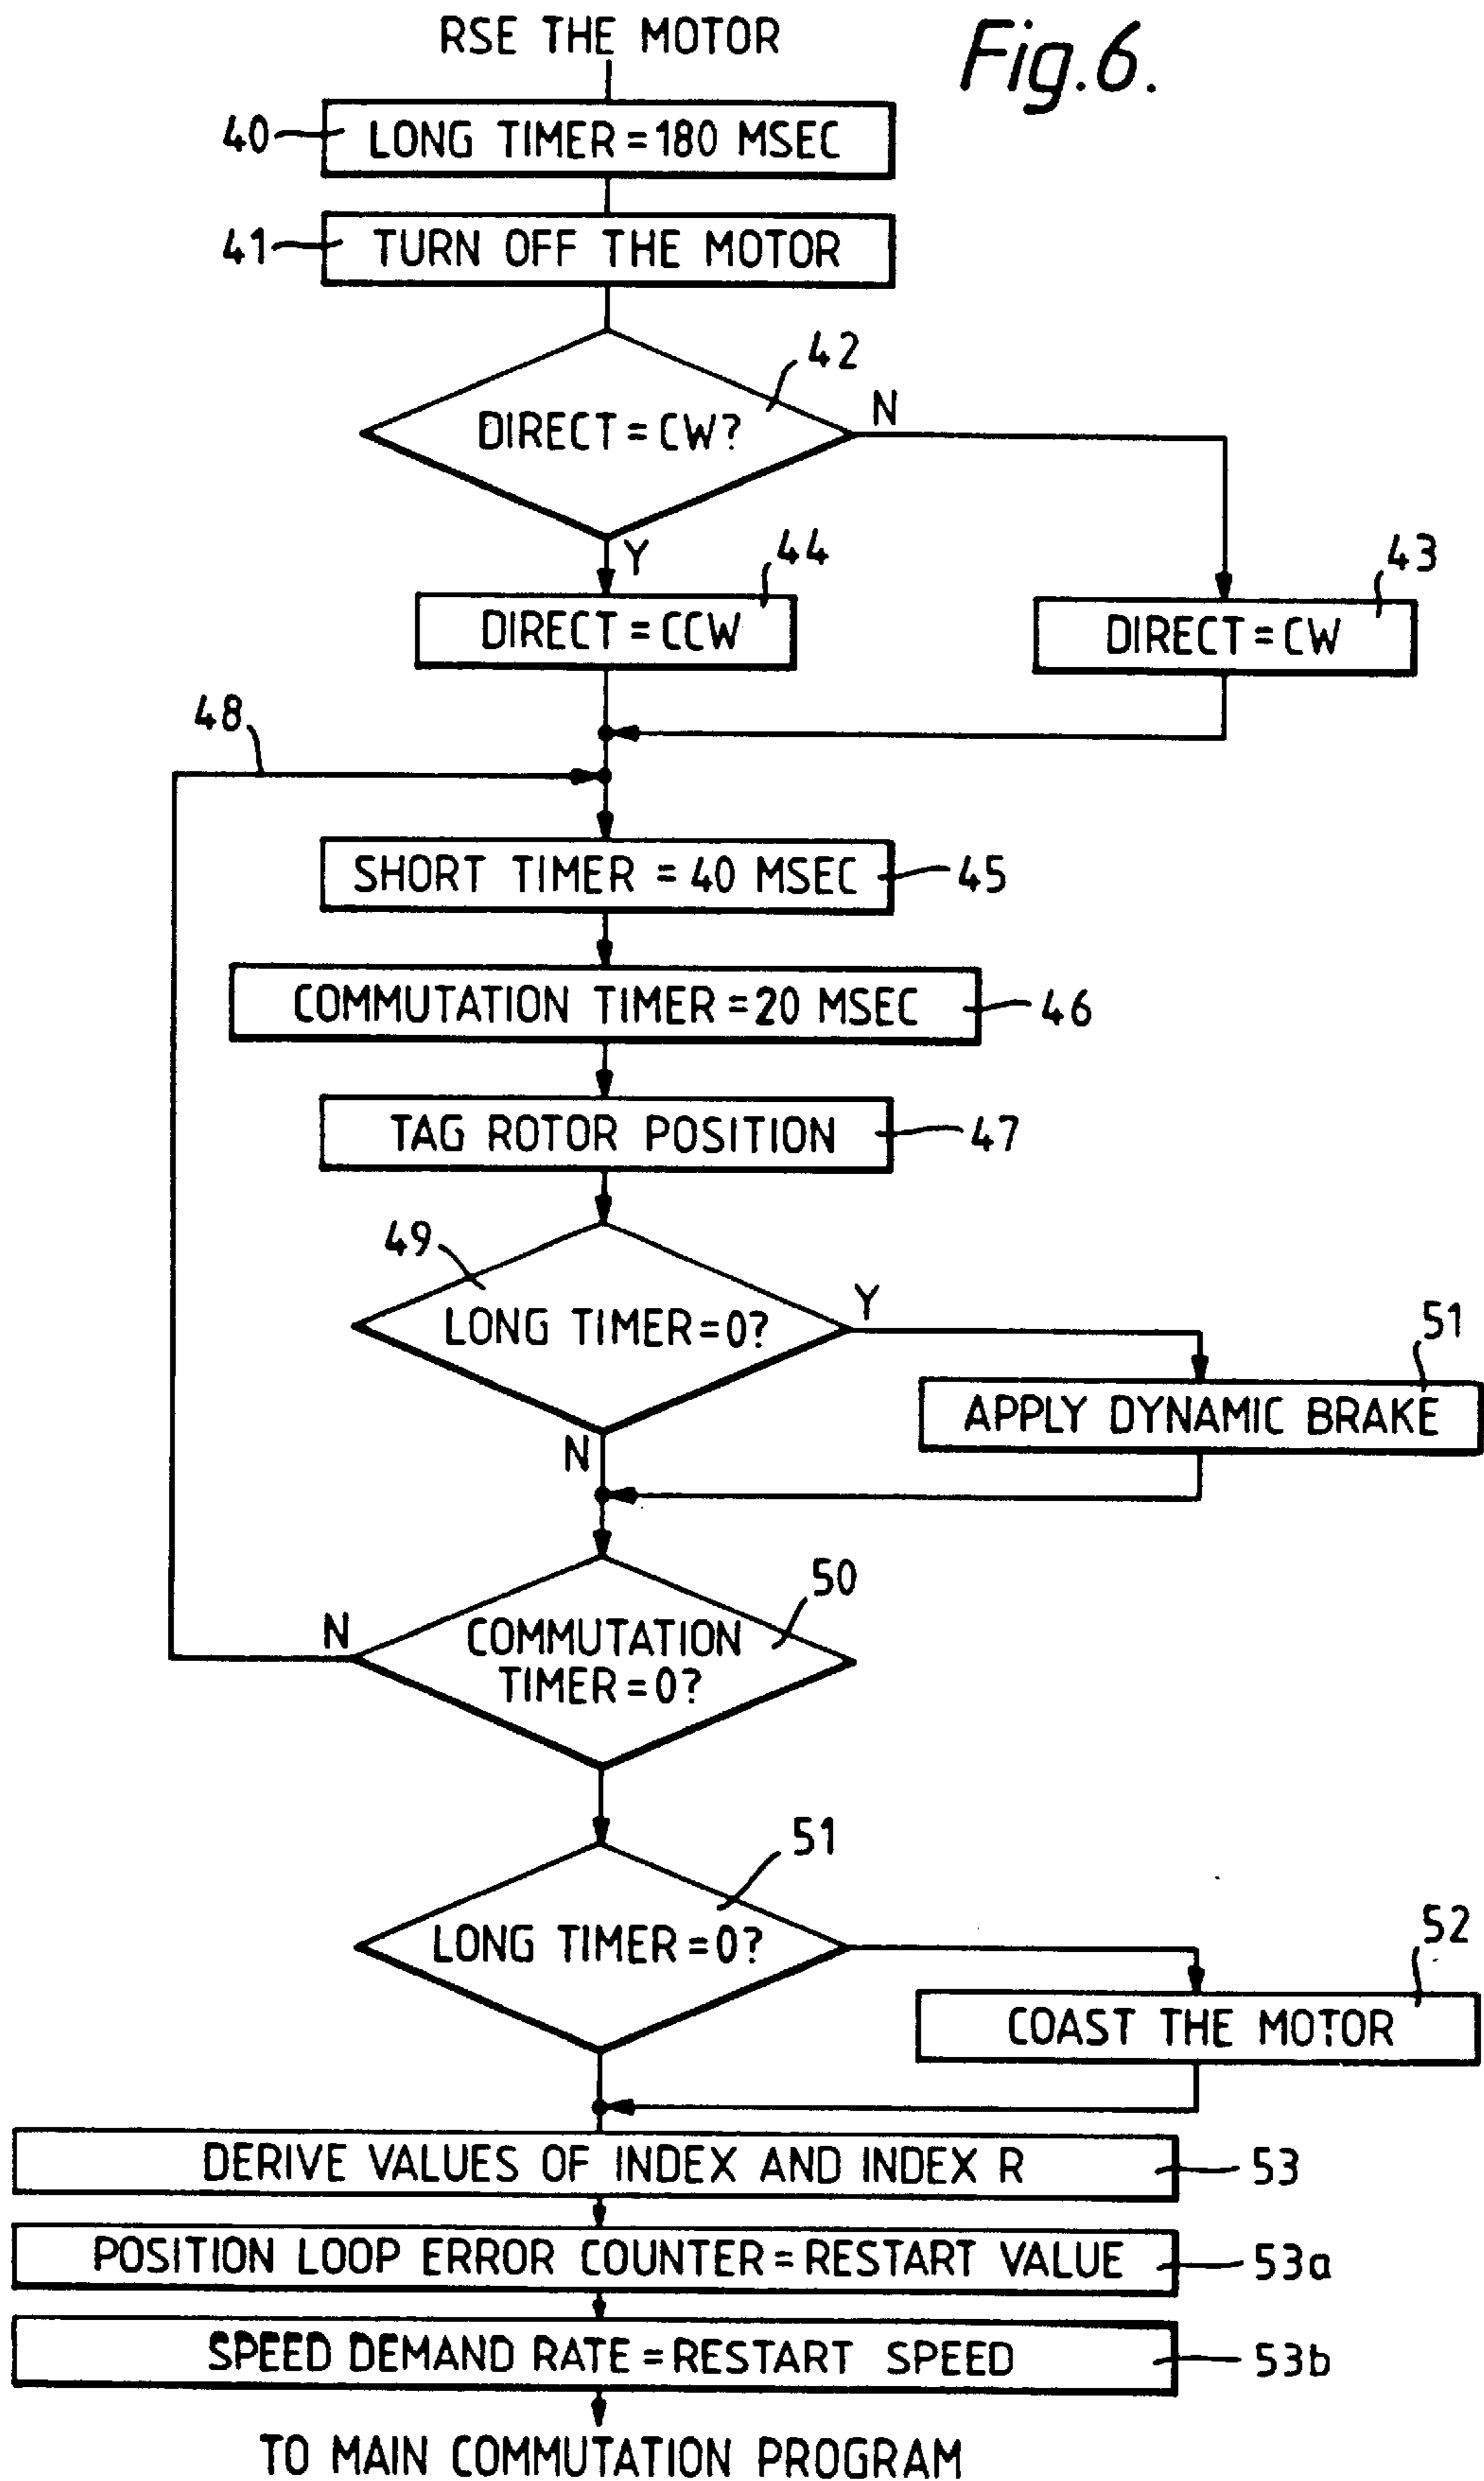 RSE THE MOTOR
Fig.6.
40
LONG TIMER = 180 MSEC
41
TURN OFF THE MOTOR
42
DIRECT = CW?
N
Y
44
DIRECT = CCW
43
DIRECT = CW
48
SHORT TIMER = 40 MSEC
45
COMMUTATION TIMER = 20 MSEC
46
TAG ROTOR POSITION
47
49
LONG TIMER = 0?
Y
51
APPLY DYNAMIC BRAKE
N
50
COMMUTATION
TIMER = 0?
N
51
LONG TIMER = 0?
52
COAST THE MOTOR
DERIVE VALUES OF INDEX AND INDEX R
53
POSITION LOOP ERROR COUNTER = RESTART VALUE
53a
SPEED DEMAND RATE = RESTART SPEED
53b
TO MAIN COMMUTATION PROGRAM